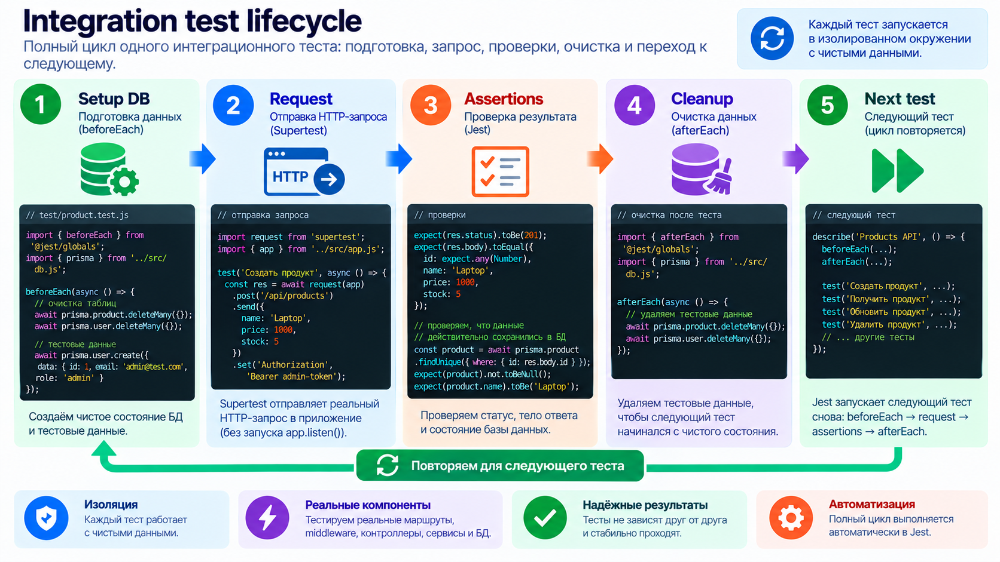 Integration test lifecycle
Полный цикл одного интеграционного теста: подготовка, запрос, проверки, очистка и переход к
следующему.
Каждый тест запускается
в изолированном окружении
с чистыми данными.
1
Setup DB
Подготовка данных
(beforeEach)
// test/product.test.js
import { beforeEach } from
'@jest/globals';
import { prisma } from '../src/
db.js';
beforeEach(async () => {
// очистка таблиц
await prisma.product.deleteMany({});
await prisma.user.deleteMany({});
// тестовые данные
await prisma.user.create({
data: { id: 1, email: 'admin@test.com',
role: 'admin' }
});
Создаём чистое состояние БД
и тестовые данные.
2
Request
Отправка HTTP-запроса
(Supertest)
HTTP
// отправка запроса
import request from 'supertest';
import { app } from '../src/app.js';
test('Создать продукт', async () => {
const res = await request(app)
.post('/api/products')
.send({
name: 'Laptop',
price: 1000,
stock: 5
})
.set('Authorization',
'Bearer admin-token');
Supertest отправляет реальный
HTTP-запрос в приложение
(без запуска app.listen()).
3
Assertions
Проверка результата
(Jest)
// проверки
expect(res.status).toBe(201);
expect(res.body).toEqual({
id: expect.any(Number),
name: 'Laptop',
price: 1000,
stock: 5
});
// проверяем, что данные
// действительно сохранились в БД
const product = await prisma.product
.findUnique({ where: { id: res.body.id } });
expect(product).not.toBeNull();
expect(product.name).toBe('Laptop');
Проверяем статус, тело ответа
и состояние базы данных.
4
Cleanup
Очистка данных
(afterEach)
// очистка после теста
import { afterEach } from
'@jest/globals';
import { prisma } from '../src/
db.js';
afterEach(async () => {
// удаляем тестовые данные
await prisma.product.deleteMany({});
await prisma.user.deleteMany({});
});
Удаляем тестовые данные,
чтобы следующий тест
начинался с чистого состояния.
5
Next test
Следующий тест
(цикл повторяется)
// следующий тест
describe('Products API', () => {
beforeEach(...);
afterEach(...);
test('Создать продукт', ...);
test('Получить продукт', ...);
test('Обновить продукт', ...);
test('Удалить продукт', ...);
// ... другие тесты
});
Jest запускает следующий тест
снова: beforeEach → request →
assertions → afterEach.
Повторяем для следующего теста
Изоляция
Каждый тест работает
с чистыми данными.
Реальные компоненты
Тестируем реальные маршруты,
middleware, контроллеры, сервисы и БД.
Надёжные результаты
Тесты не зависят друг от друга
и стабильно проходят.
Автоматизация
Полный цикл выполняется
автоматически в Jest.